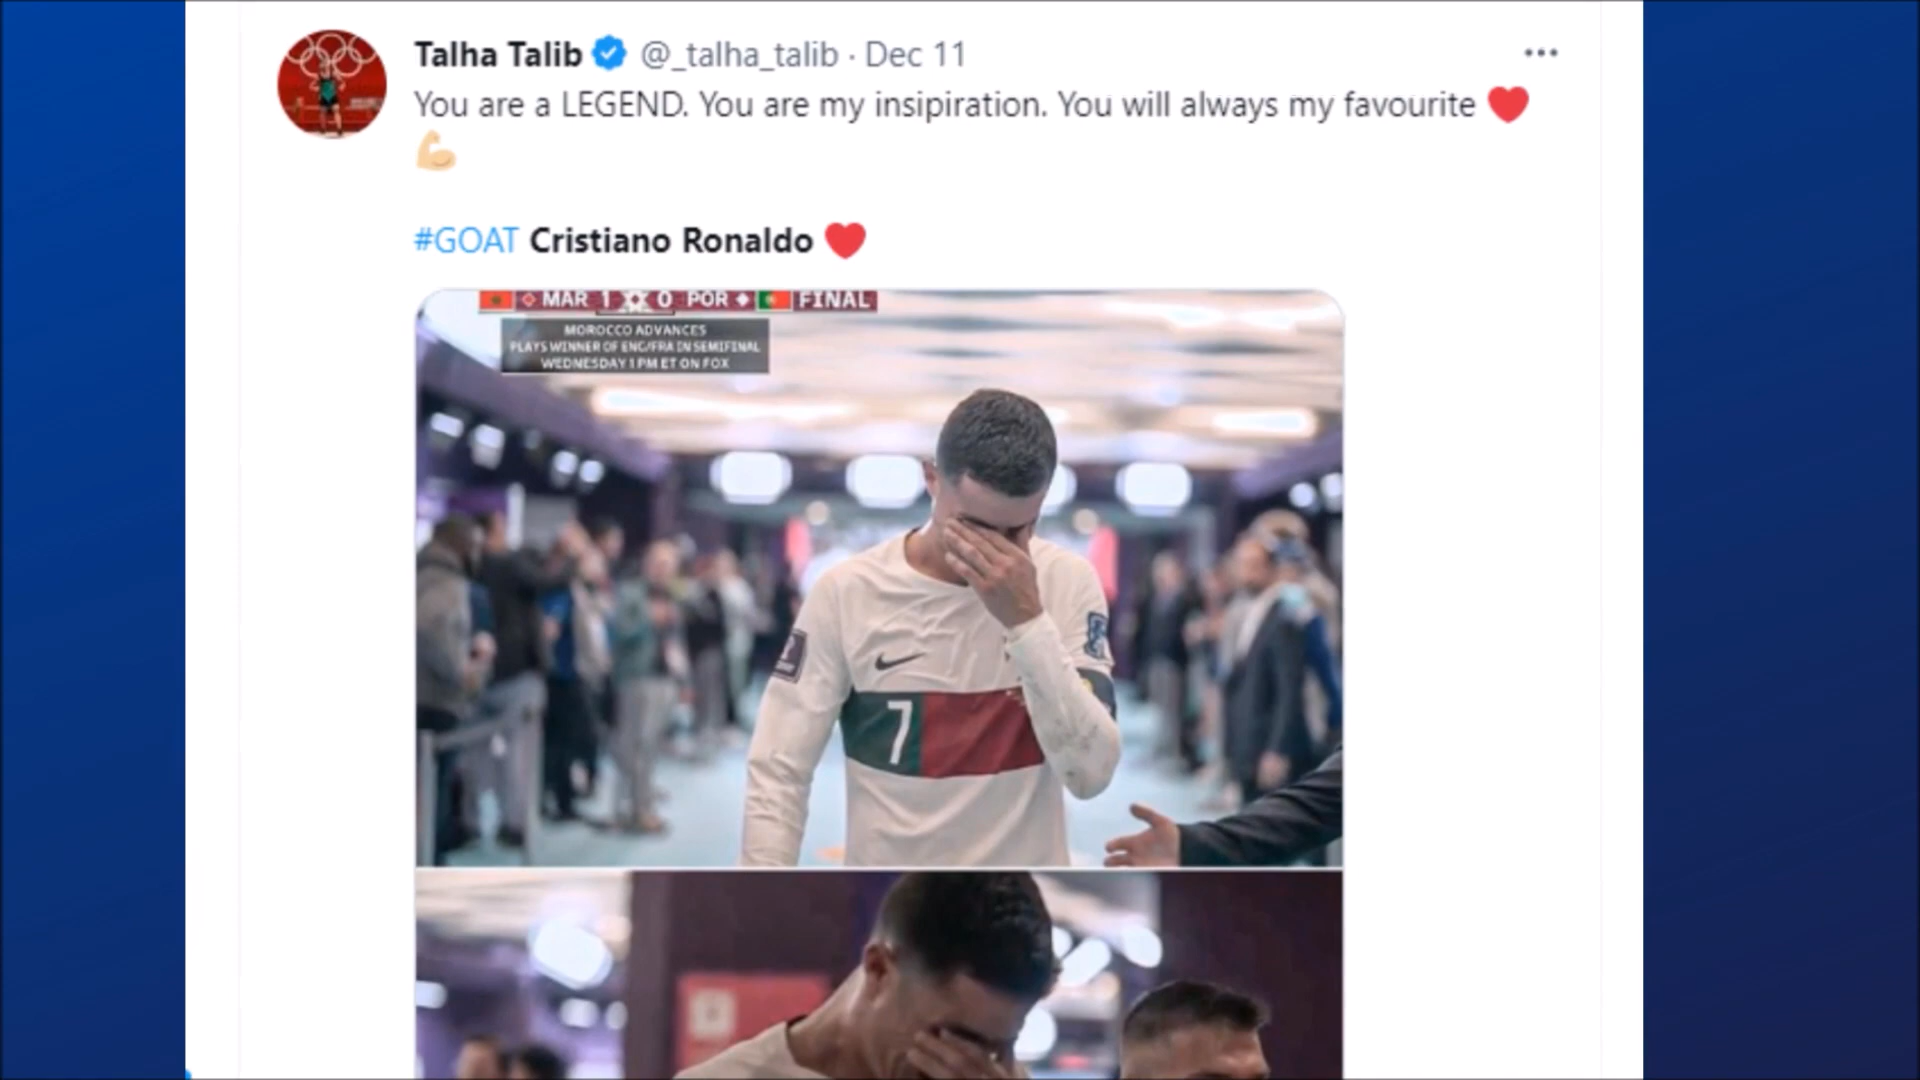 Talha Talib @_talha_talib · Dec 11
You are a LEGEND. You are my insipiration. You will always my favourite ❤️
💪🏼
#GOAT Cristiano Ronaldo ❤️
MAR 1 0 POR FINAL
MOROCCO ADVANCES
PLAYS WINNER OF ENG/FRA IN SEMIFINAL
WEDNESDAY 1 PM ET ON FOX
7